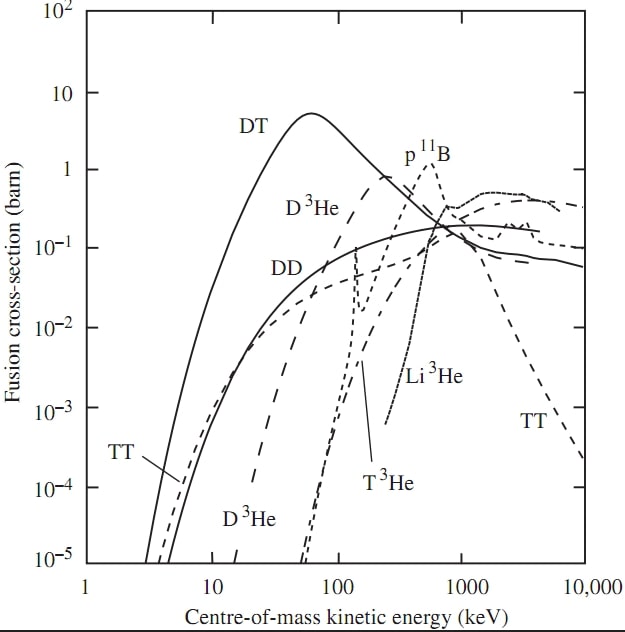 10²
10
1
10⁻¹
10⁻²
10⁻³
10⁻⁴
10⁻⁵
Fusion cross-section (barn)
DT
p ¹¹B
D ³He
DD
Li ³He
TT
TT
T ³He
D ³He
1 10 100 1000 10,000
Centre-of-mass kinetic energy (keV)